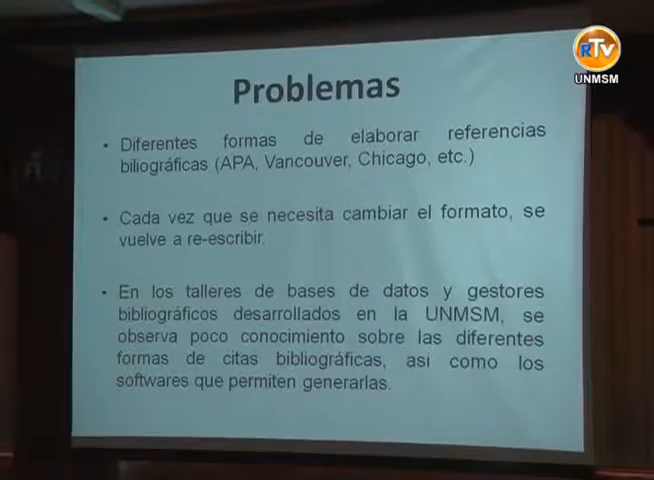 RTV
UNMSM
Problemas
• Diferentes formas de elaborar referencias
biliográficas (APA, Vancouver, Chicago, etc.)
• Cada vez que se necesita cambiar el formato, se
vuelve a re-escribir.
• En los talleres de bases de datos y gestores
bibliográficos desarrollados en la UNMSM, se
observa poco conocimiento sobre las diferentes
formas de citas bibliográficas, asi como los
softwares que permiten generarlas.